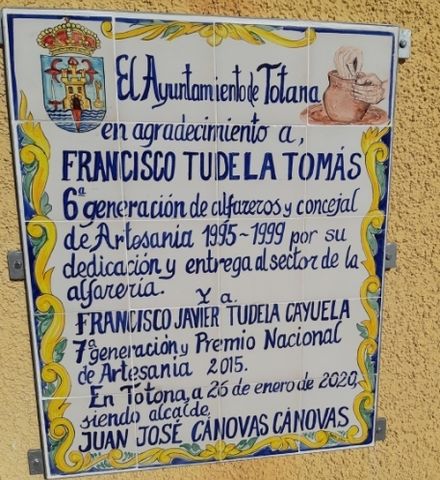 El Ayuntamiento de Totana
en agradecimiento a,
FRANCISCO TUDELA TOMÁS
6ª generación de alfareros y concejal
de Artesanía 1995~1999 por su
dedicación y entrega al sector de la
alfarería.
Y a.
FRANCISCO JAVIER TUDELA CAYUELA
7ª generación y Premio Nacional
de Artesanía 2015.
En Totona, a 26 de enero de 2020,
siendo alcalde,
JUAN JOSÉ CÁNOVAS CÁNOVAS